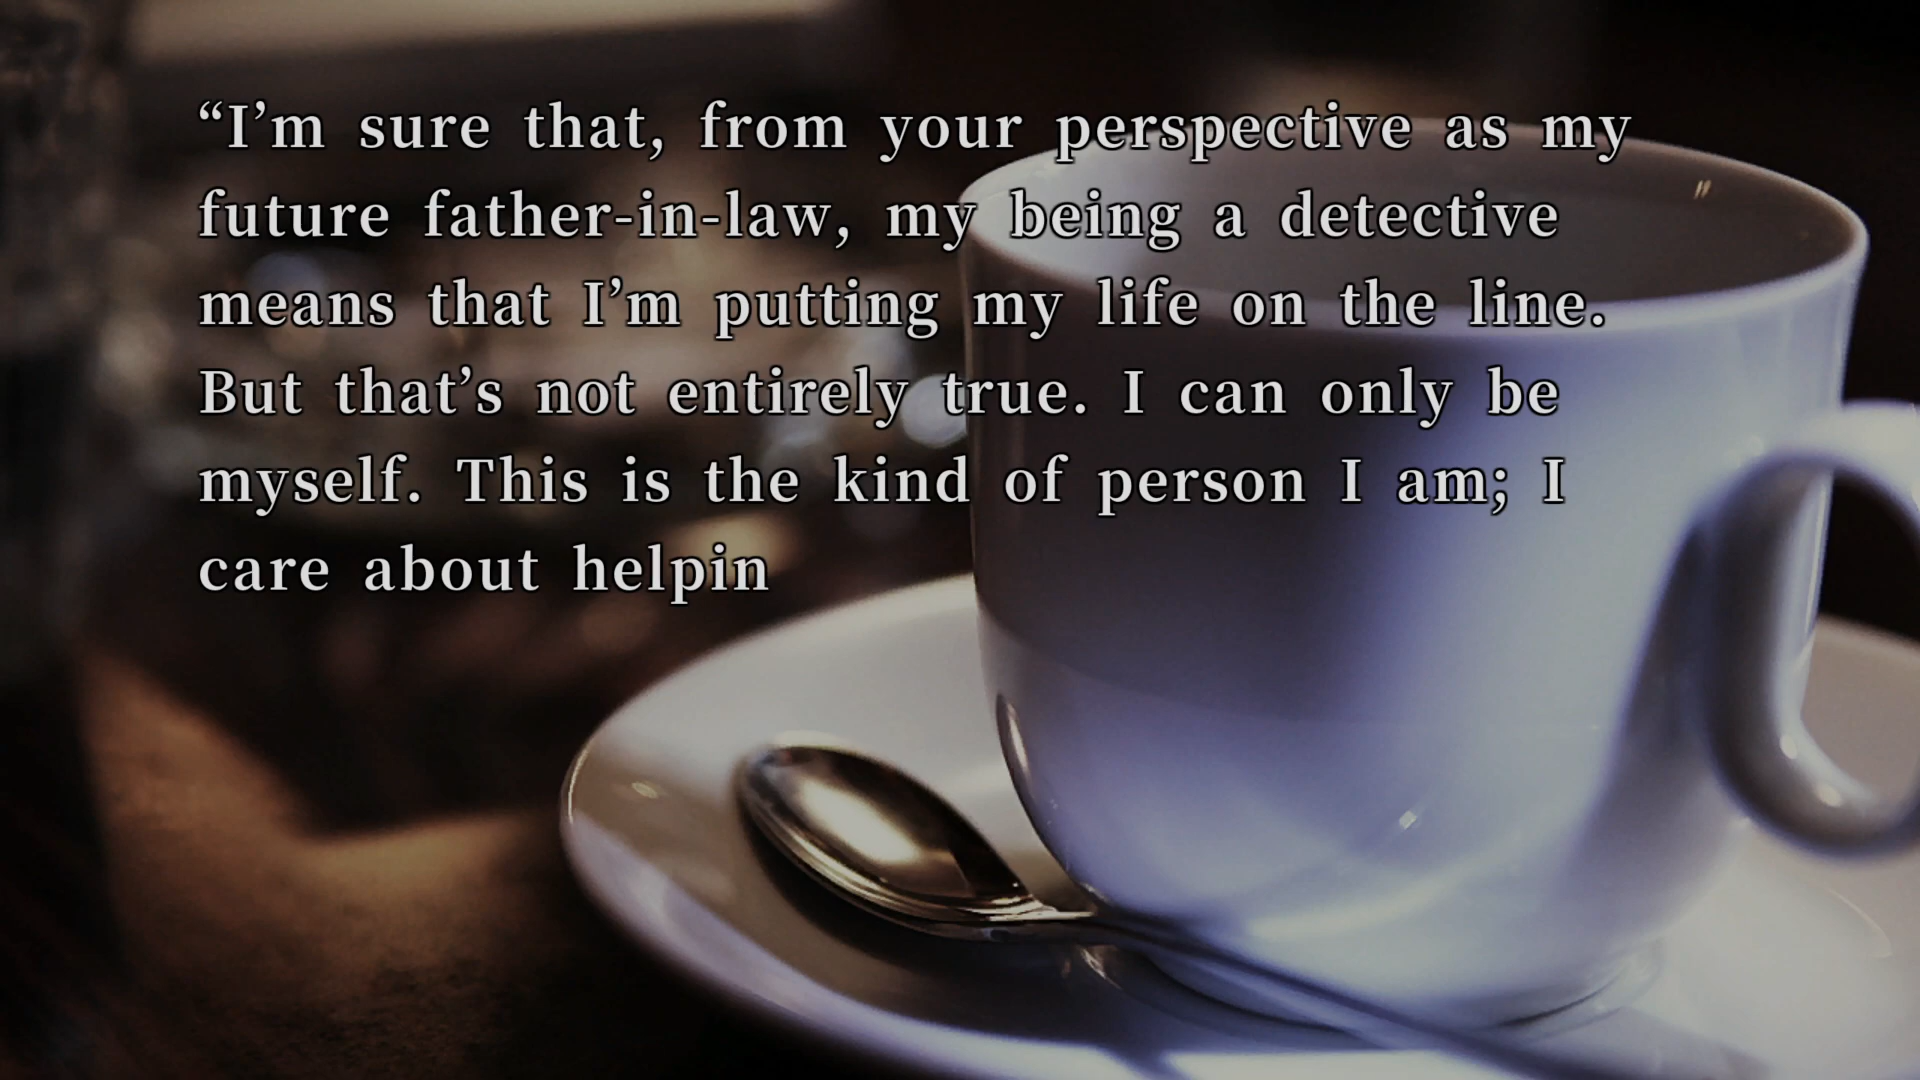 “I’m sure that, from your perspective as my
future father-in-law, my being a detective
means that I’m putting my life on the line.
But that’s not entirely true. I can only be
myself. This is the kind of person I am; I
care about helpin